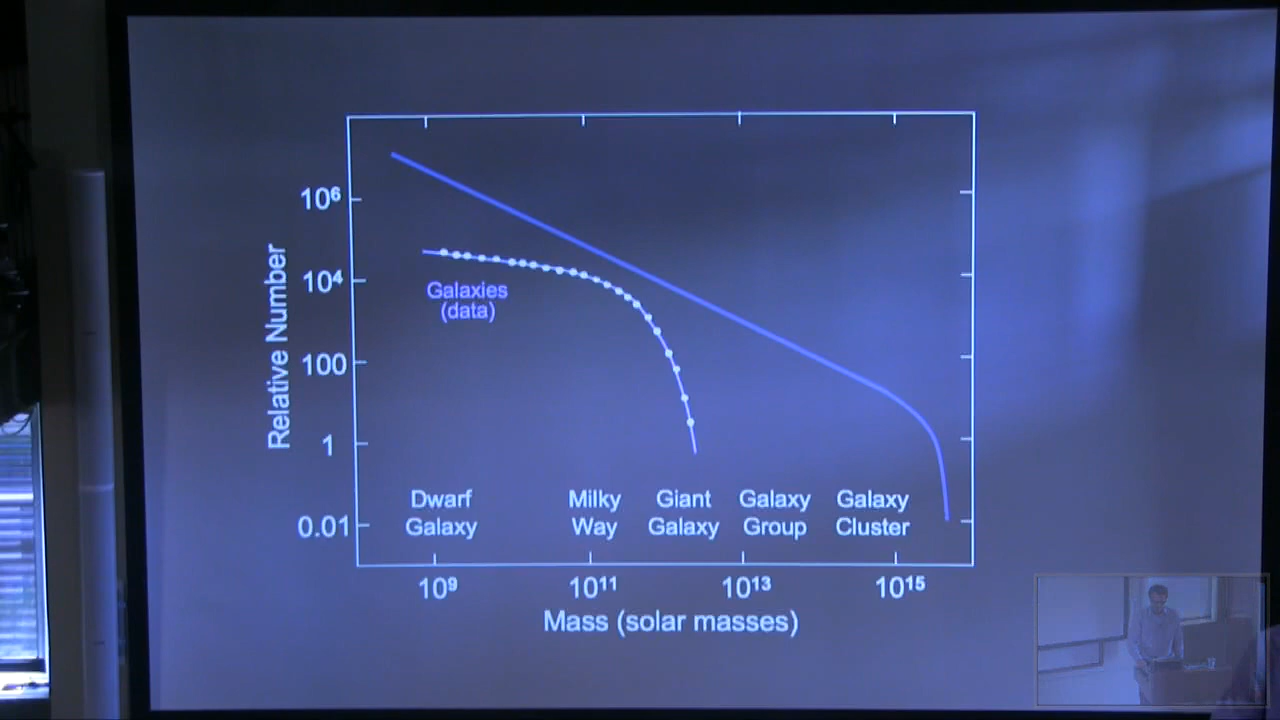 10⁶
10⁴
100
1
0.01
Relative Number
Galaxies
(data)
Dwarf
Galaxy
Milky
Way
Giant
Galaxy
Galaxy
Group
Galaxy
Cluster
10⁹
10¹¹
10¹³
10¹⁵
Mass (solar masses)